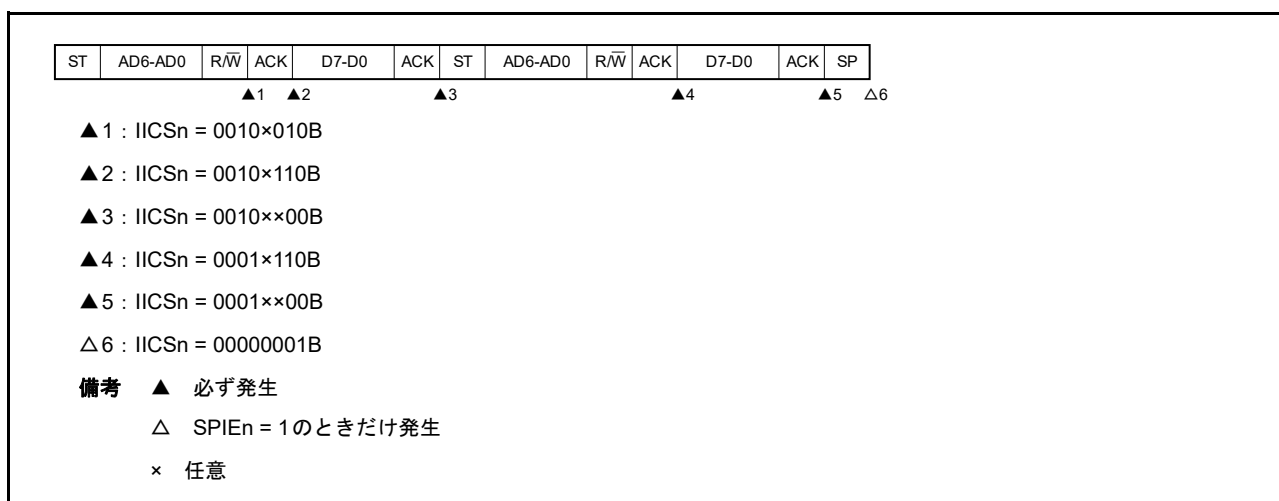 ST AD6-AD0 R/W̅ ACK D7-D0 ACK ST AD6-AD0 R/W̅ ACK D7-D0 ACK SP
▲1 ▲2 ▲3 ▲4 ▲5 △6
▲1：IICSn = 0010×010B
▲2：IICSn = 0010×110B
▲3：IICSn = 0010××00B
▲4：IICSn = 0001×110B
▲5：IICSn = 0001××00B
△6：IICSn = 00000001B
備考 ▲ 必ず発生
△ SPIEn = 1のときだけ発生
× 任意